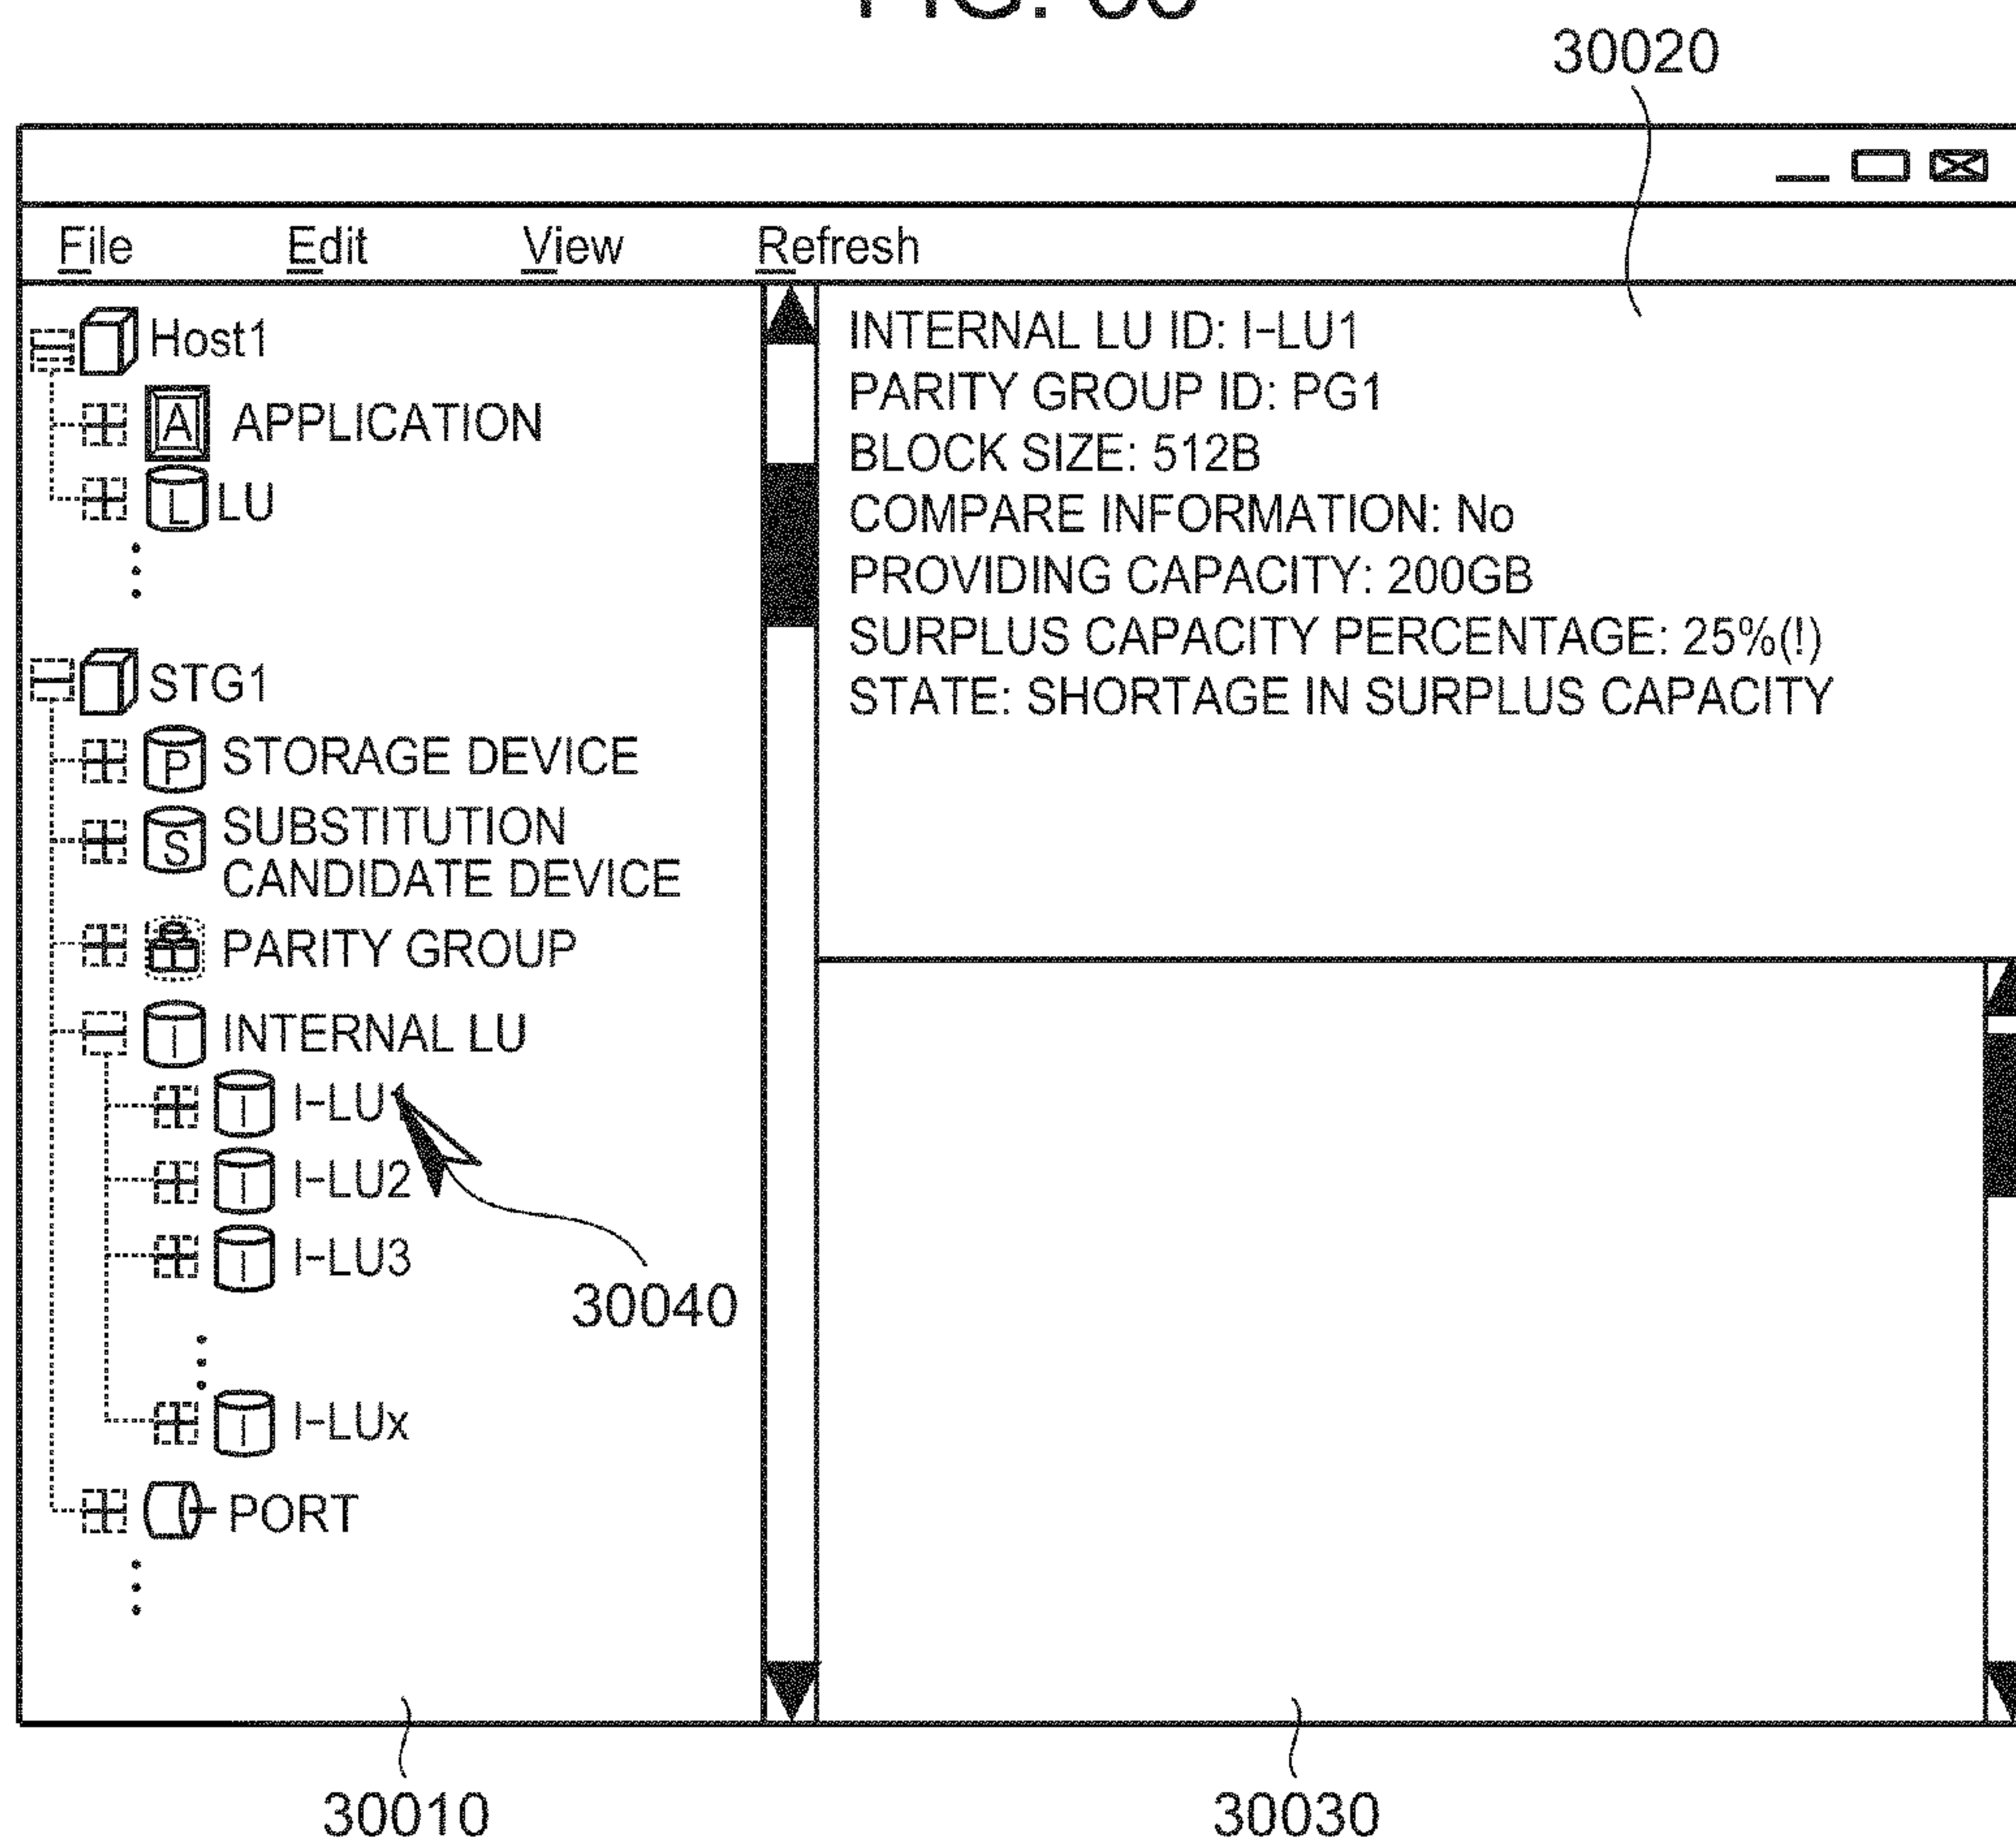 30020
File Edit View Refresh
Host1
A APPLICATION
L LU
STG1
P STORAGE DEVICE
S SUBSTITUTION
CANDIDATE DEVICE
PARITY GROUP
I INTERNAL LU
I I-LU1
I I-LU2
I I-LU3
I I-LUx
PORT
30040
INTERNAL LU ID: I-LU1
PARITY GROUP ID: PG1
BLOCK SIZE: 512B
COMPARE INFORMATION: No
PROVIDING CAPACITY: 200GB
SURPLUS CAPACITY PERCENTAGE: 25%(!)
STATE: SHORTAGE IN SURPLUS CAPACITY
30010
30030